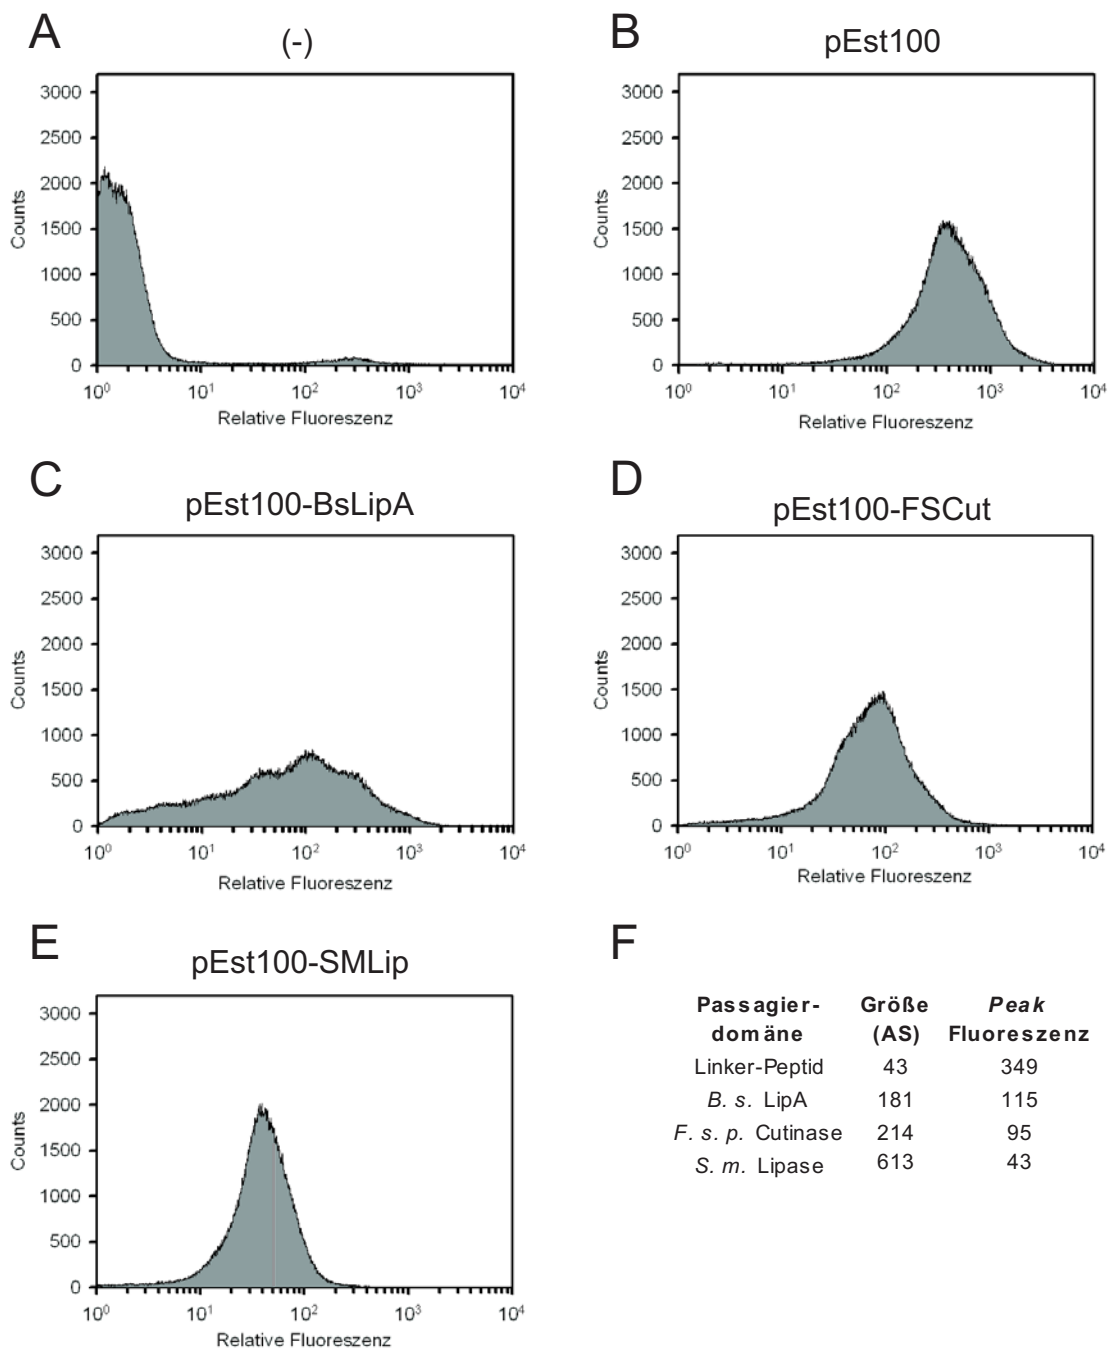 A
(-)
3000
2500
2000
1500
1000
500
0
Counts
10⁰ 10¹ 10² 10³ 10⁴
Relative Fluoreszenz
B
pEst100
3000
2500
2000
1500
1000
500
0
Counts
10⁰ 10¹ 10² 10³ 10⁴
Relative Fluoreszenz
C
pEst100-BsLipA
3000
2500
2000
1500
1000
500
0
Counts
10⁰ 10¹ 10² 10³ 10⁴
Relative Fluoreszenz
D
pEst100-FSCut
3000
2500
2000
1500
1000
500
0
Counts
10⁰ 10¹ 10² 10³ 10⁴
Relative Fluoreszenz
E
pEst100-SMLip
3000
2500
2000
1500
1000
500
0
Counts
10⁰ 10¹ 10² 10³ 10⁴
Relative Fluoreszenz
F
Passagier- Größe Peak
domäne (AS) Fluoreszenz
Linker-Peptid 43 349
B. s. LipA 181 115
F. s. p. Cutinase 214 95
S. m. Lipase 613 43